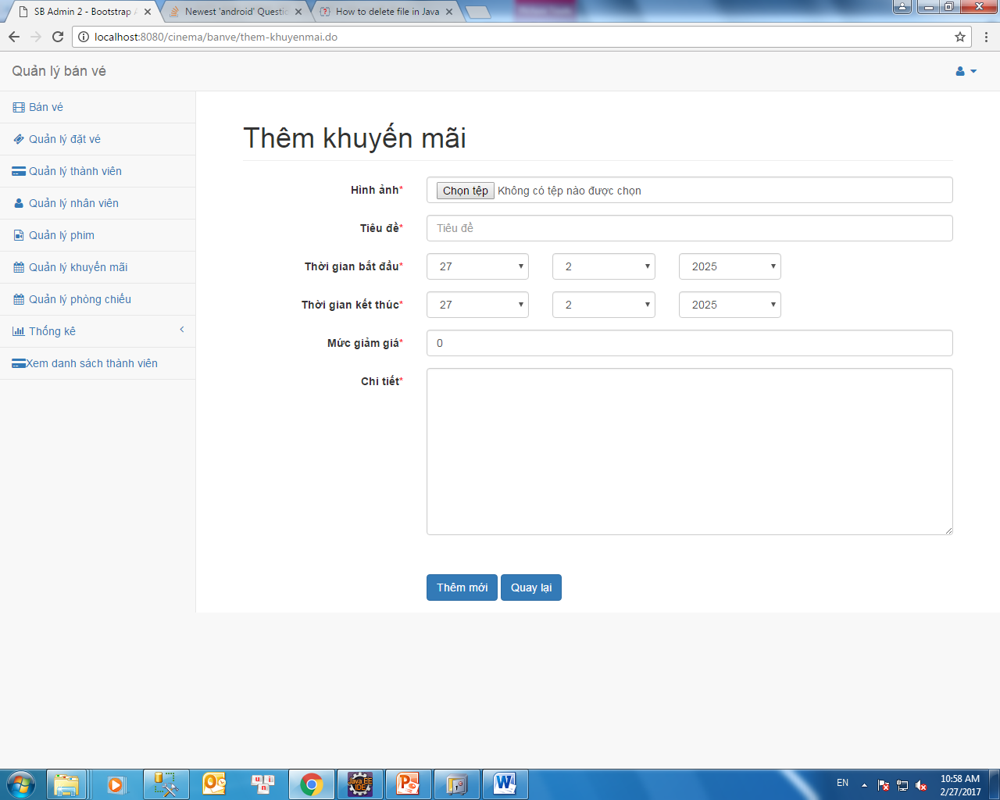 SB Admin 2 - Bootstrap A
Newest 'android' Questi
How to delete file in Java
localhost:8080/cinema/banve/them-khuyenmai.do
Quản lý bán vé
Bán vé
Quản lý đặt vé
Quản lý thành viên
Quản lý nhân viên
Quản lý phim
Quản lý khuyến mãi
Quản lý phòng chiếu
Thống kê
Xem danh sách thành viên
Thêm khuyến mãi
Hình ảnh*
Chọn tệp Không có tệp nào được chọn
Tiêu đề*
Tiêu đề
Thời gian bắt đầu*
27 2 2025
Thời gian kết thúc*
27 2 2025
Mức giảm giá*
0
Chi tiết*
Thêm mới Quay lại
u i n
Java EE IDE
EN
10:58 AM
2/27/2017